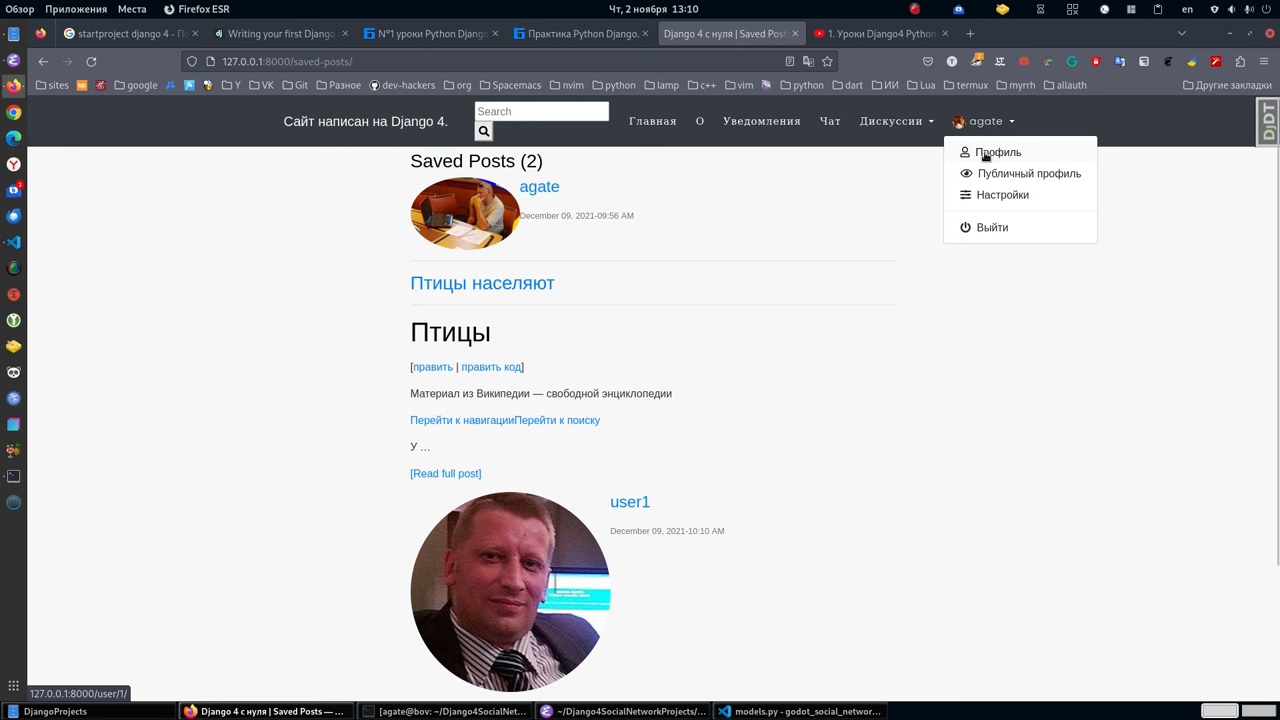 Обзор Приложения Места Firefox ESR Чт, 2 ноября 13:10 en
startproject django 4 - По
Writing your first Django
№1 уроки Python Django
Практика Python Django.
Django 4 с нуля | Saved Post
1. Уроки Django4 Python
127.0.0.1:8000/saved-posts/
sites bp google Y VK Git Разное dev-hackers org Spacemacs nvim python lamp c++ vim python dart ИИ Lua termux myrrh allauth Другие закладки
Сайт написан на Django 4.
Search
Главная О Уведомления Чат Дискуссии agate
DJDT
Профиль
Публичный профиль
Настройки
Выйти
Saved Posts (2)
agate
December 09, 2021-09:56 AM
Птицы населяют
Птицы
[править | править код]
Материал из Википедии — свободной энциклопедии
Перейти к навигацииПерейти к поиску
У …
[Read full post]
user1
December 09, 2021-10:10 AM
127.0.0.1:8000/user/1/
DjangoProjects
Django 4 с нуля | Saved Posts — ...
[agate@bov: ~/Django4SocialNet...
~/Django4SocialNetworkProjects/...
models.py - godot_social_networ...